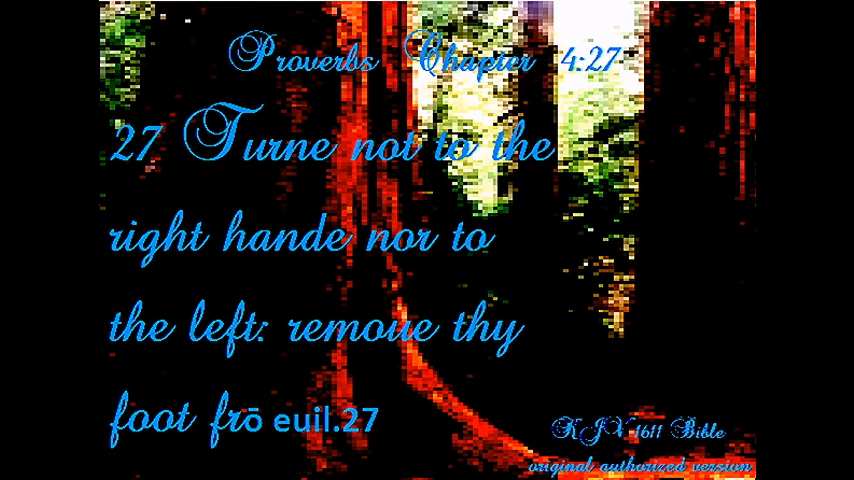 Proverbs Chapter 4:27
27 Turne not to the
right hande nor to
the left: remoue thy
foot frō euil.27
KJV 1611 Bible
original authorized version